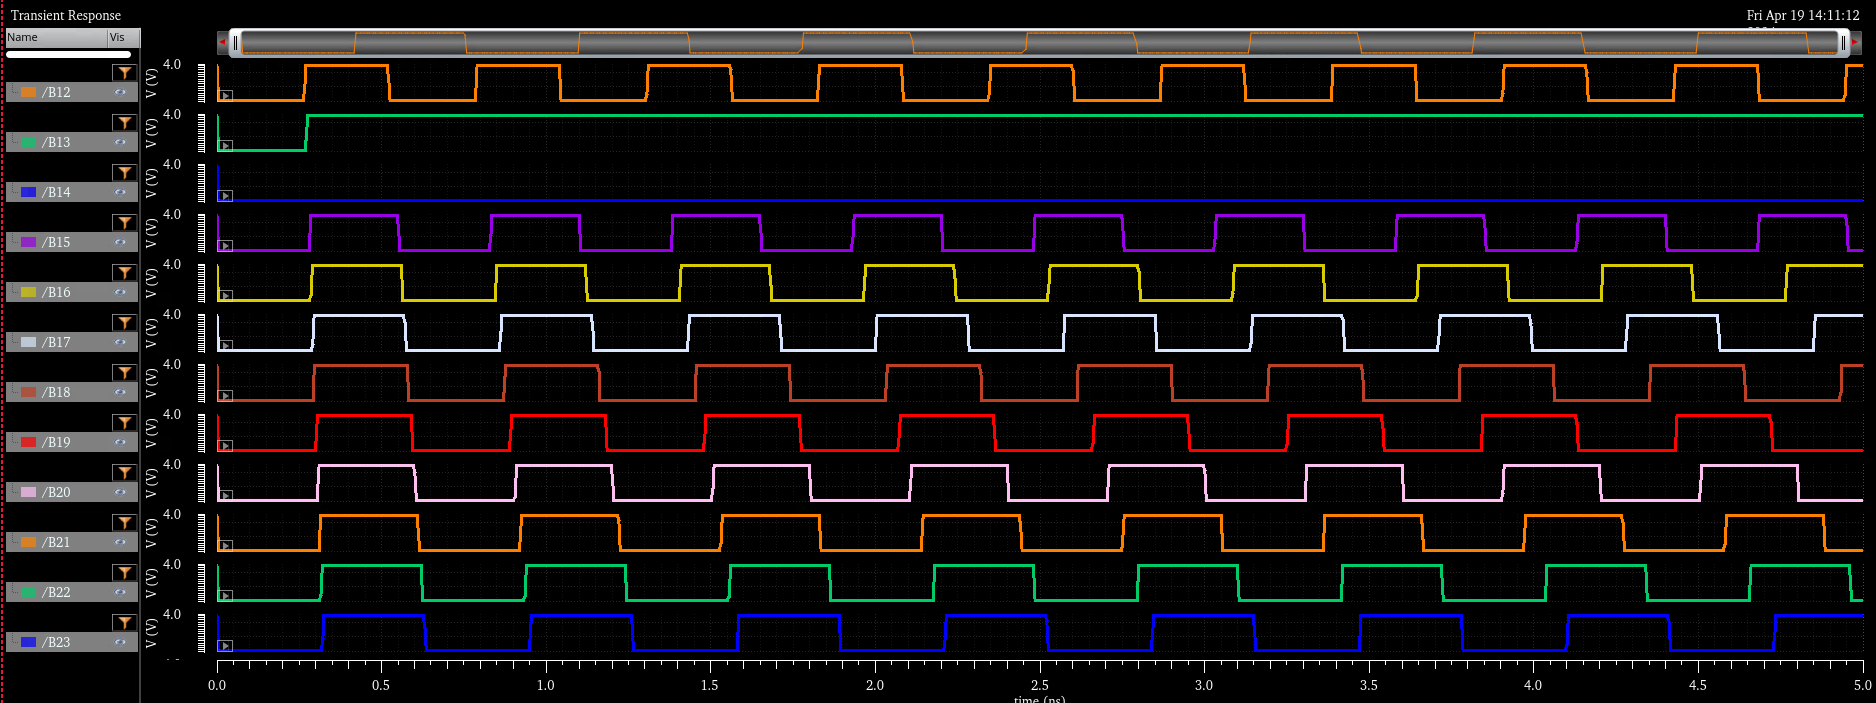 Transient Response
Fri Apr 19 14:11:12
Name Vis
/B12 V (V) 4.0
/B13 V (V) 4.0
/B14 V (V) 4.0
/B15 V (V) 4.0
/B16 V (V) 4.0
/B17 V (V) 4.0
/B18 V (V) 4.0
/B19 V (V) 4.0
/B20 V (V) 4.0
/B21 V (V) 4.0
/B22 V (V) 4.0
/B23 V (V) 4.0
0.0 0.5 1.0 1.5 2.0 2.5 3.0 3.5 4.0 4.5 5.0
time (ns)